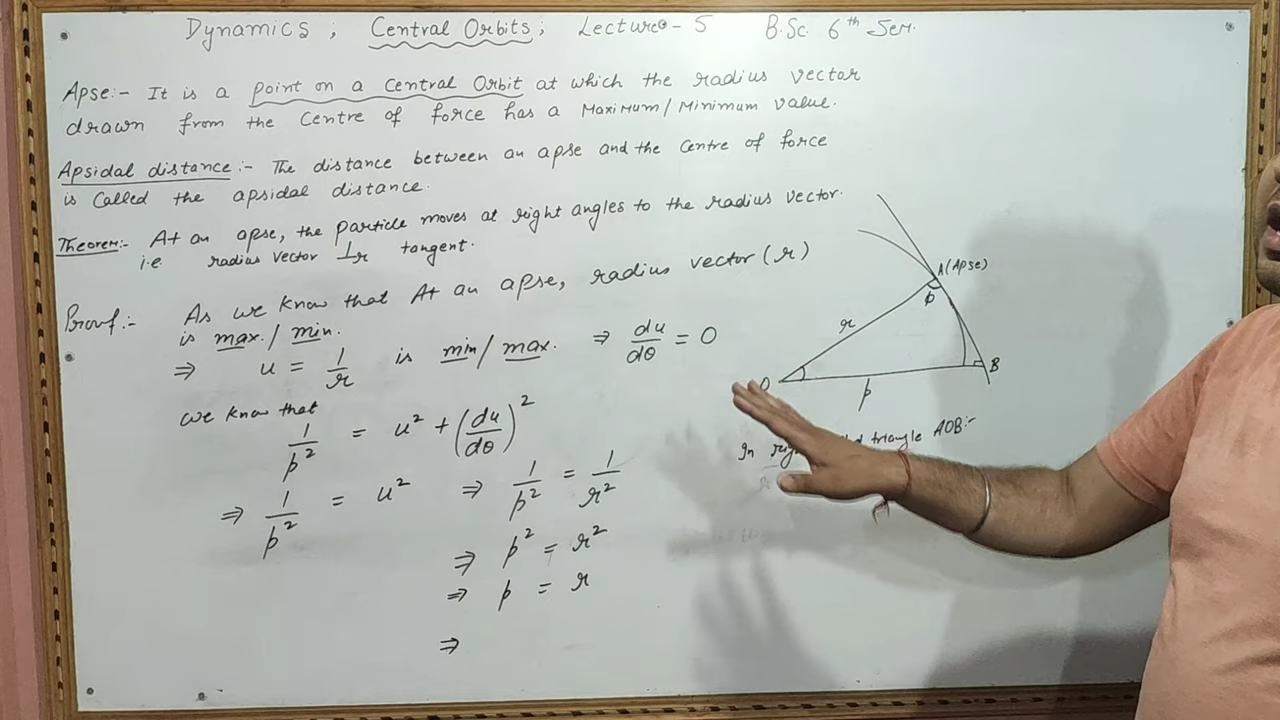 Dynamics ; Central Orbits ; Lecture - 5 B.Sc. 6th Sem.
Apse :- It is a point on a Central Orbit at which the radius vector
drawn from the Centre of force has a Maximum/Minimum value.
Apsidal distance :- The distance between an apse and the Centre of force
is Called the apsidal distance.
Theorem :- At an apse, the particle moves at right angles to the radius vector.
i.e radius vector ⊥r tangent.
Proof :- As we know that At an apse, radius vector (r)
is max./min.
⇒ u = 1/r is min/max. ⇒ du/dθ = 0
we know that
1/p² = u² + (du/dθ)²
⇒ 1/p² = u² ⇒ 1/p² = 1/r²
⇒ p² = r²
⇒ p = r
⇒
A (Apse)
ϕ
r
O
p
B
In triangle AOB :-